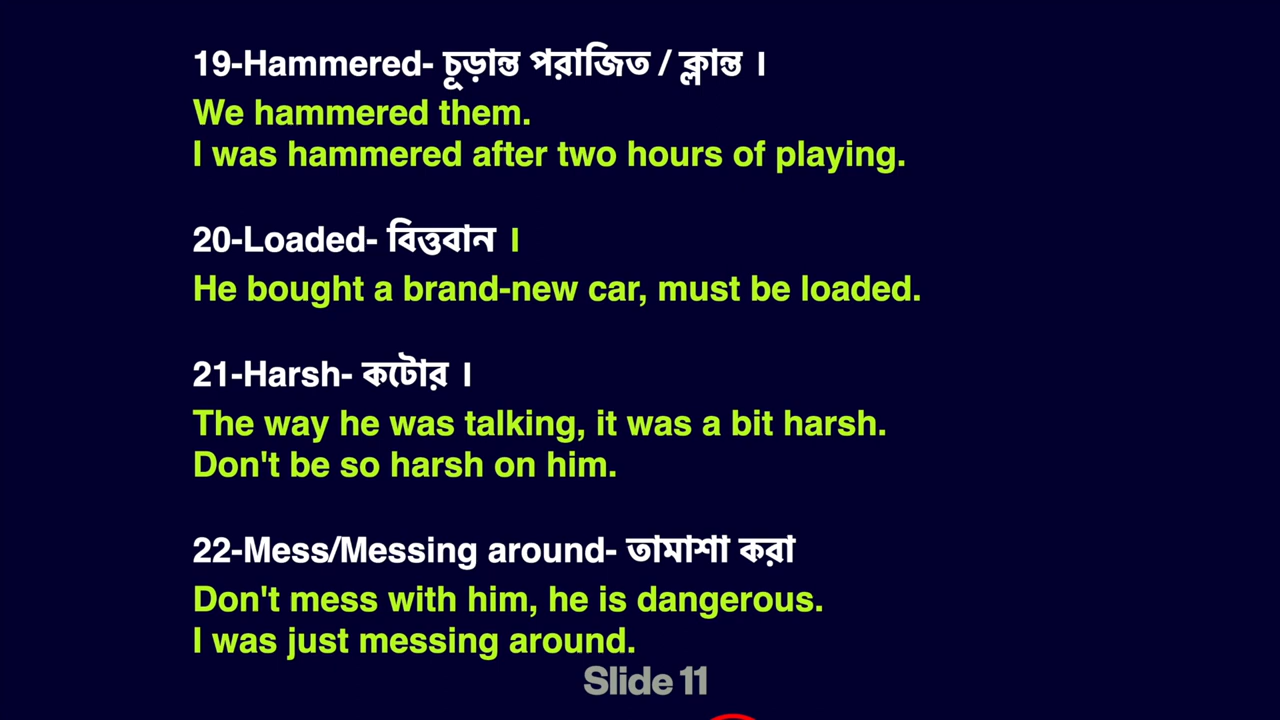 19-Hammered- চূড়ান্ত পরাজিত / ক্লান্ত ।
We hammered them.
I was hammered after two hours of playing.
20-Loaded- বিত্তবান ।
He bought a brand-new car, must be loaded.
21-Harsh- কটোর ।
The way he was talking, it was a bit harsh.
Don't be so harsh on him.
22-Mess/Messing around- তামাশা করা
Don't mess with him, he is dangerous.
I was just messing around.
Slide 11